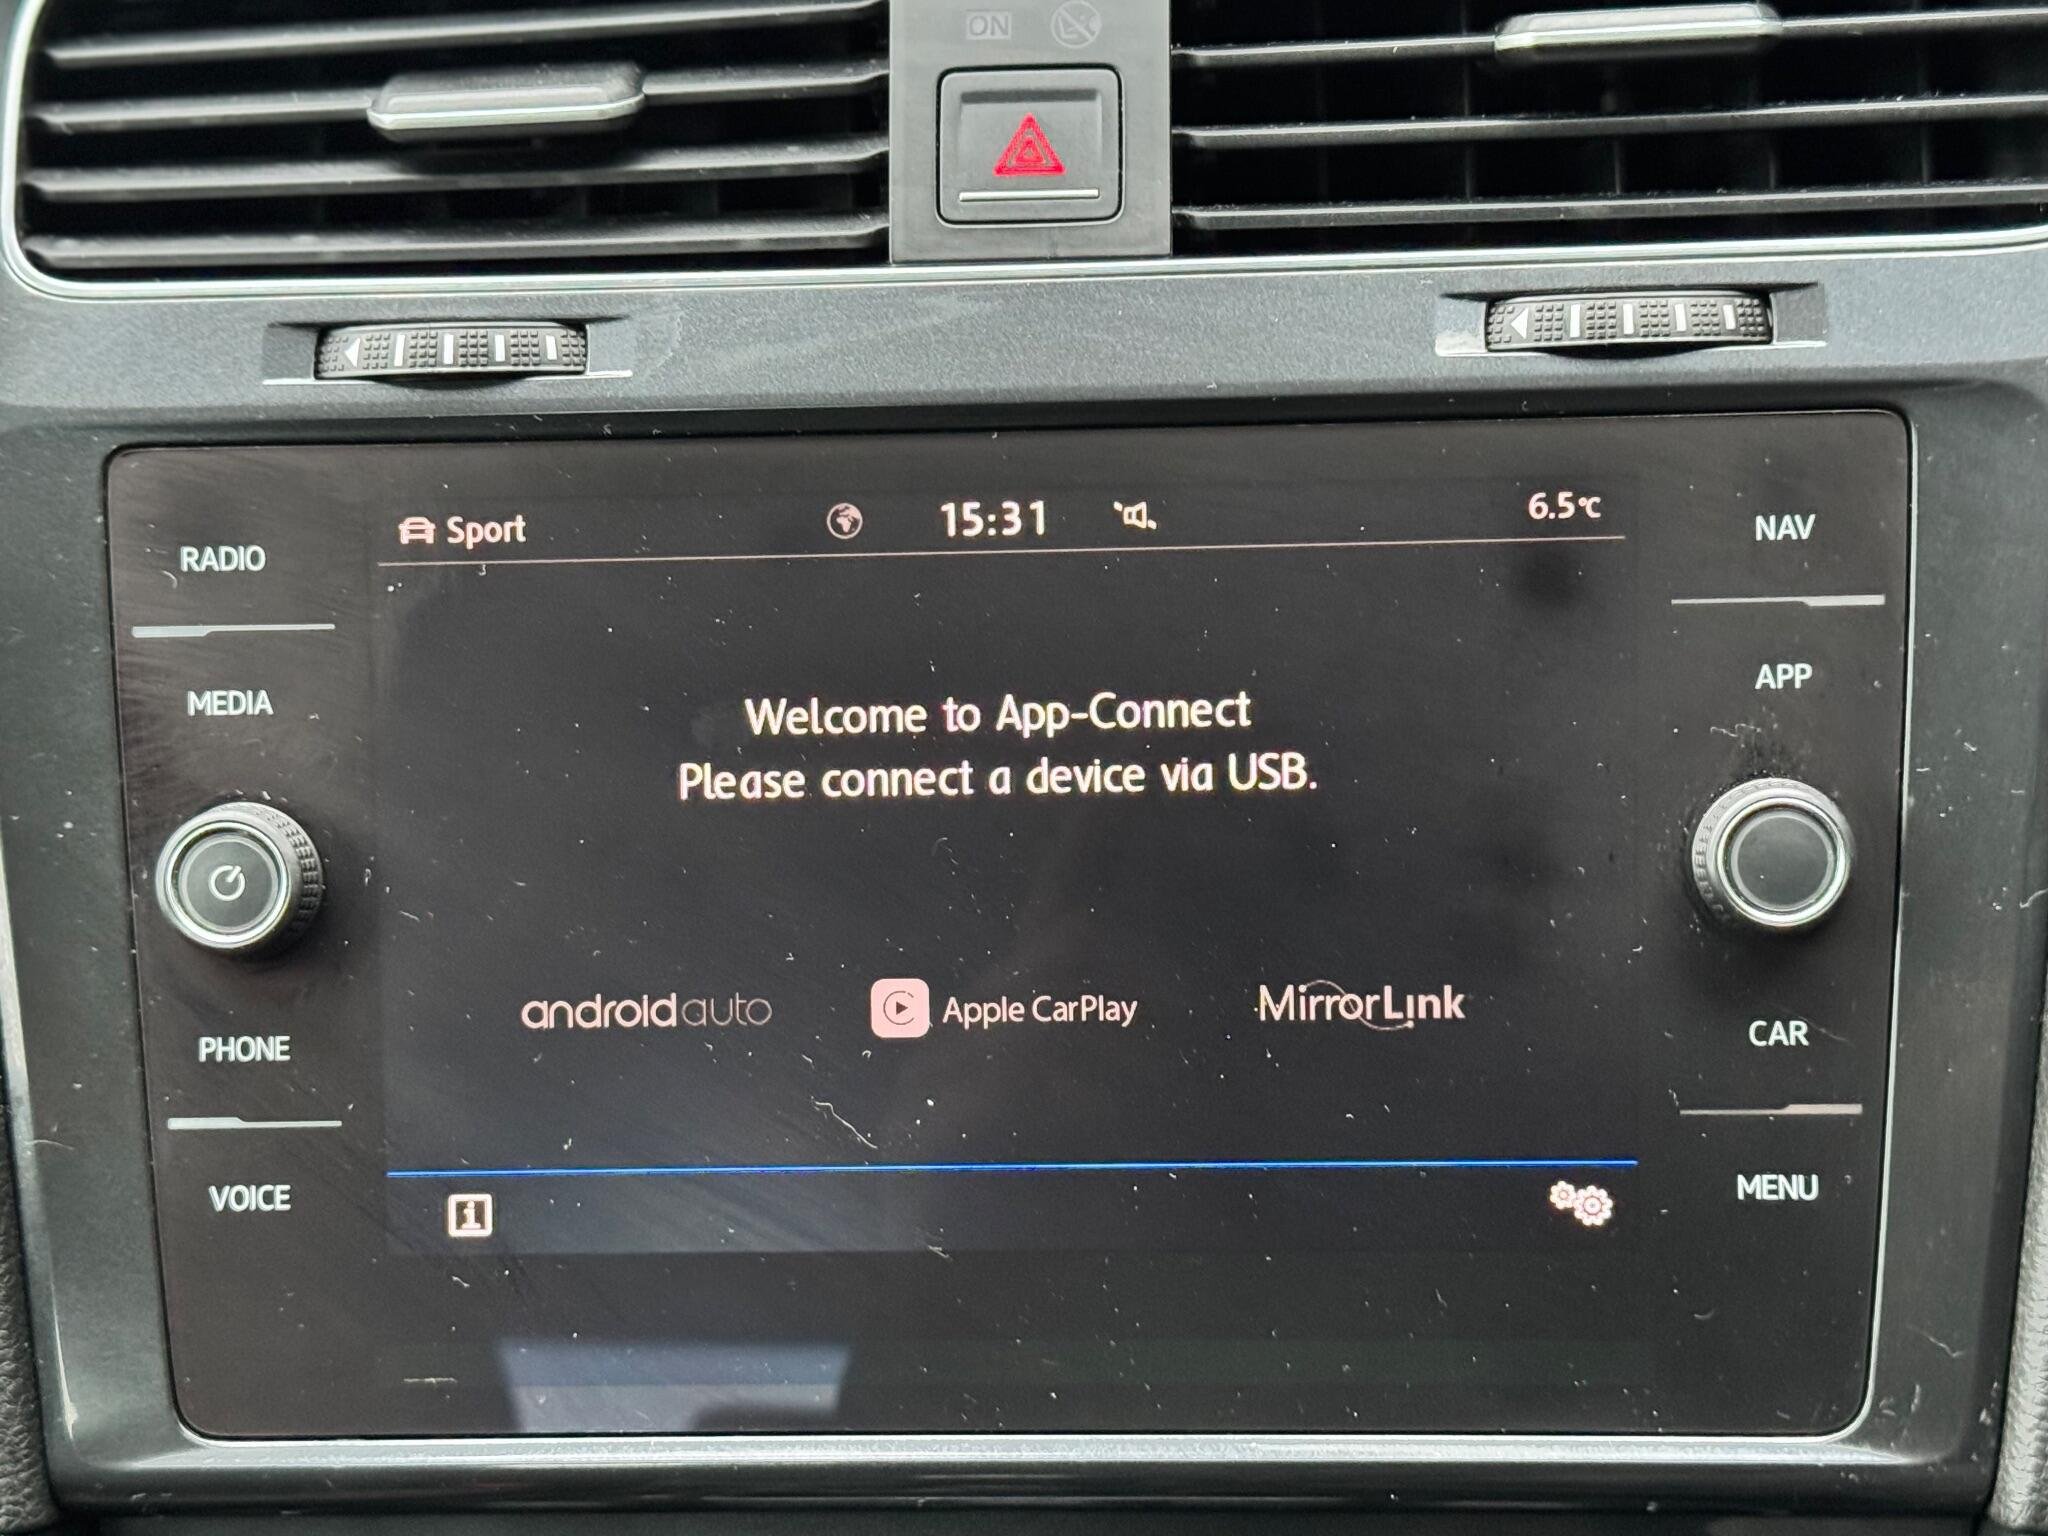 ON
Sport 15:31 6.5°C
RADIO
NAV
MEDIA
APP
Welcome to App-Connect
Please connect a device via USB.
androidauto Apple CarPlay MirrorLink
PHONE
CAR
VOICE
MENU